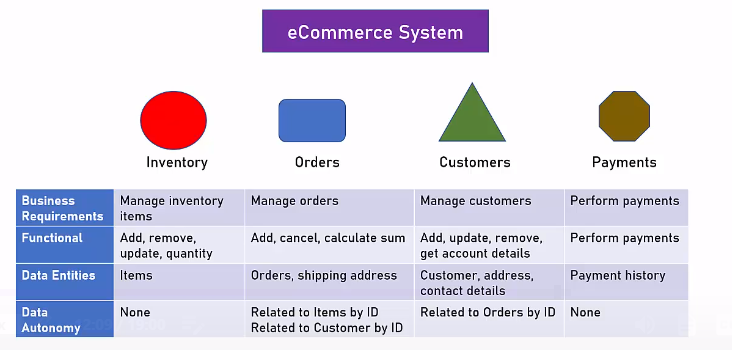 eCommerce System
Inventory
Orders
Customers
Payments
Business Requirements
Manage inventory items
Manage orders
Manage customers
Perform payments
Functional
Add, remove, update, quantity
Add, cancel, calculate sum
Add, update, remove, get account details
Perform payments
Data Entities
Items
Orders, shipping address
Customer, address, contact details
Payment history
Data Autonomy
None
Related to Items by ID
Related to Customer by ID
Related to Orders by ID
None